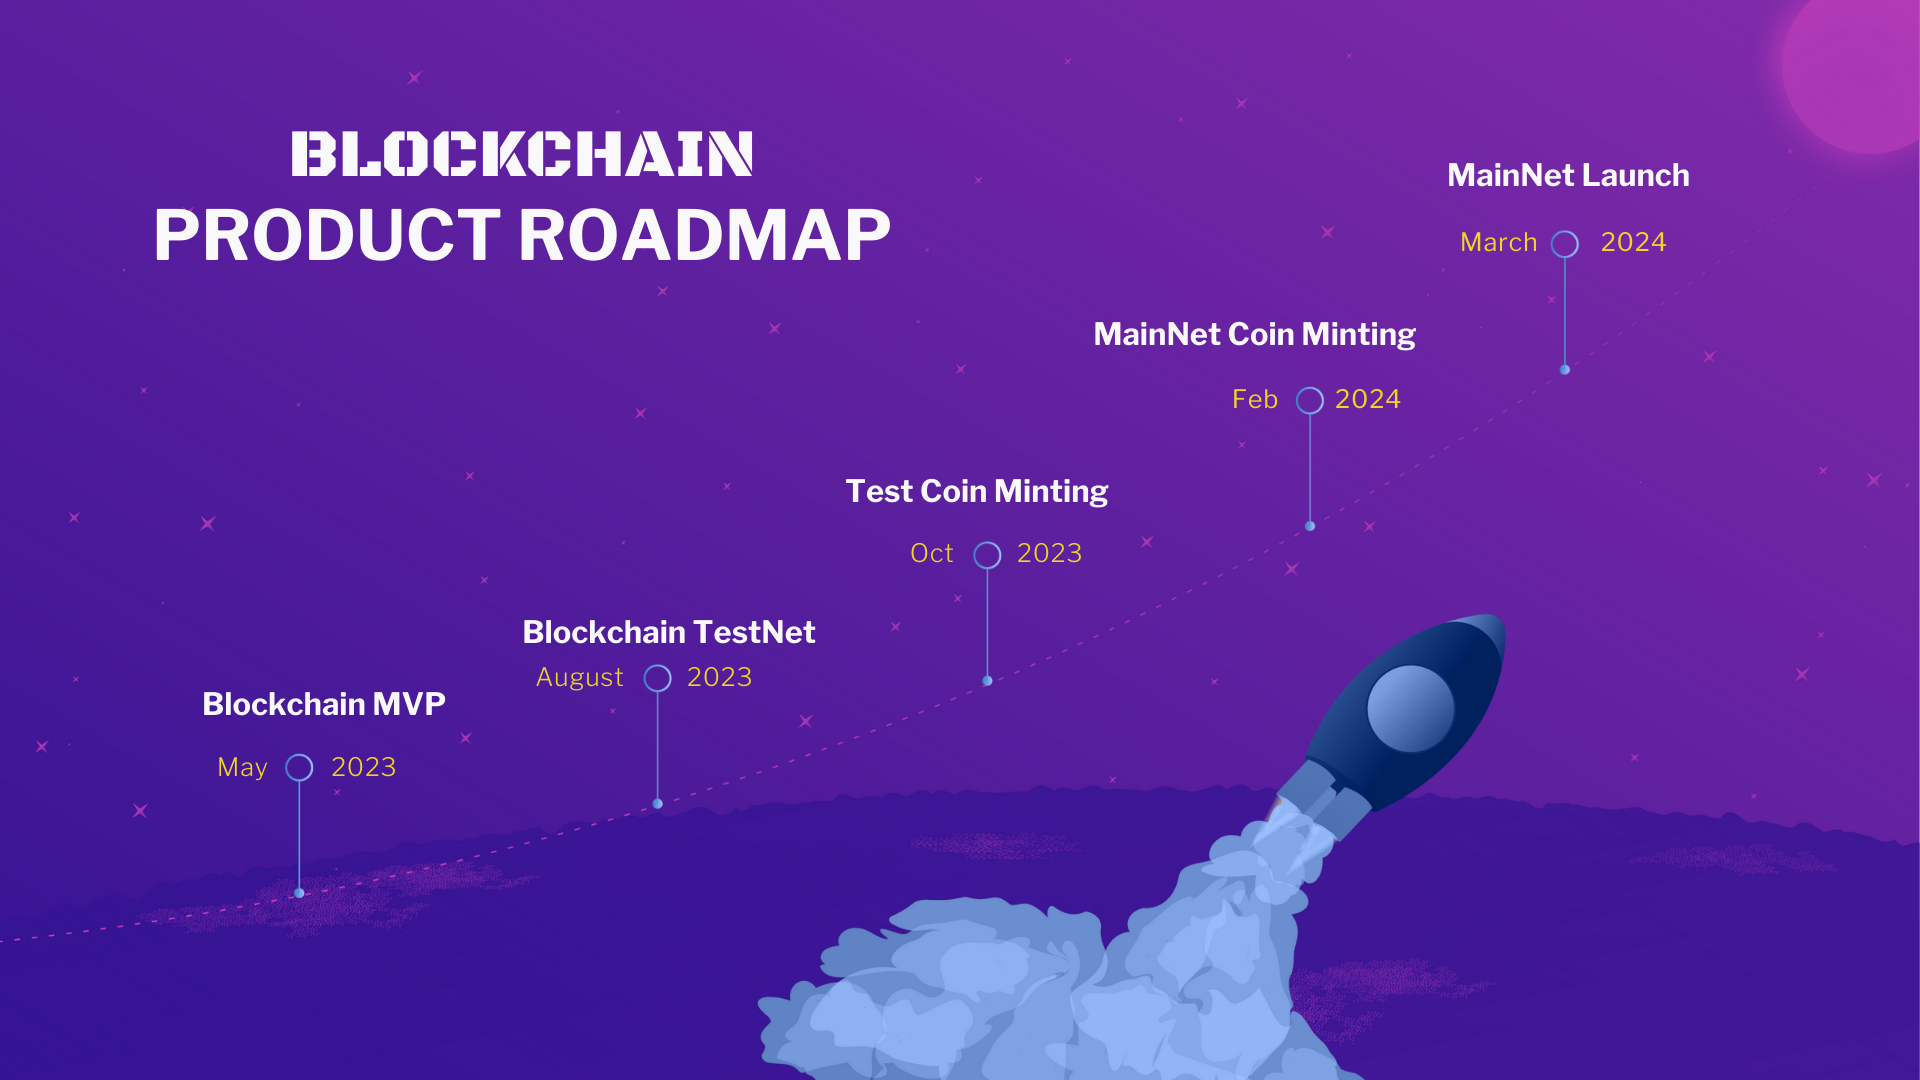 BLOCKCHAIN
PRODUCT ROADMAP
MainNet Launch
March 2024
MainNet Coin Minting
Feb 2024
Test Coin Minting
Oct 2023
Blockchain TestNet
August 2023
Blockchain MVP
May 2023